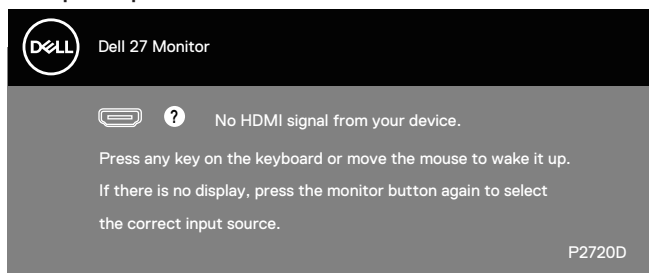 DELL
Dell 27 Monitor
? No HDMI signal from your device.
Press any key on the keyboard or move the mouse to wake it up.
If there is no display, press the monitor button again to select
the correct input source.
P2720D